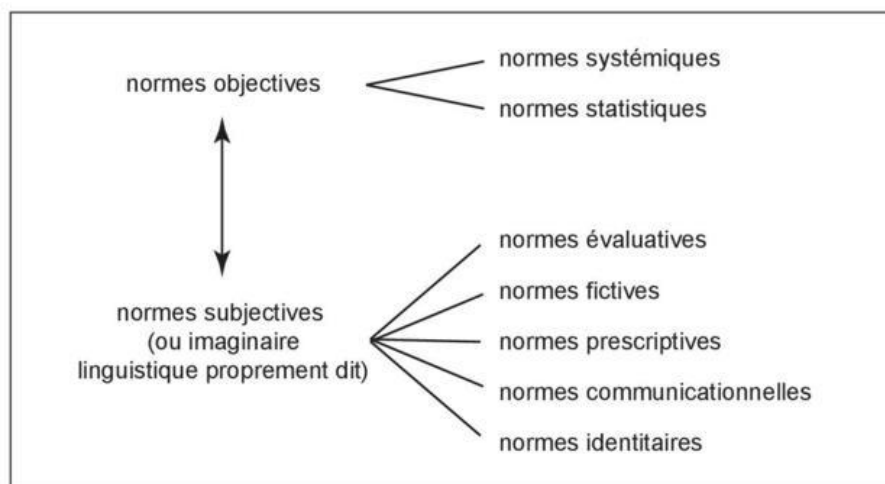 normes objectives
normes systémiques
normes statistiques
normes subjectives
(ou imaginaire
linguistique proprement dit)
normes évaluatives
normes fictives
normes prescriptives
normes communicationnelles
normes identitaires